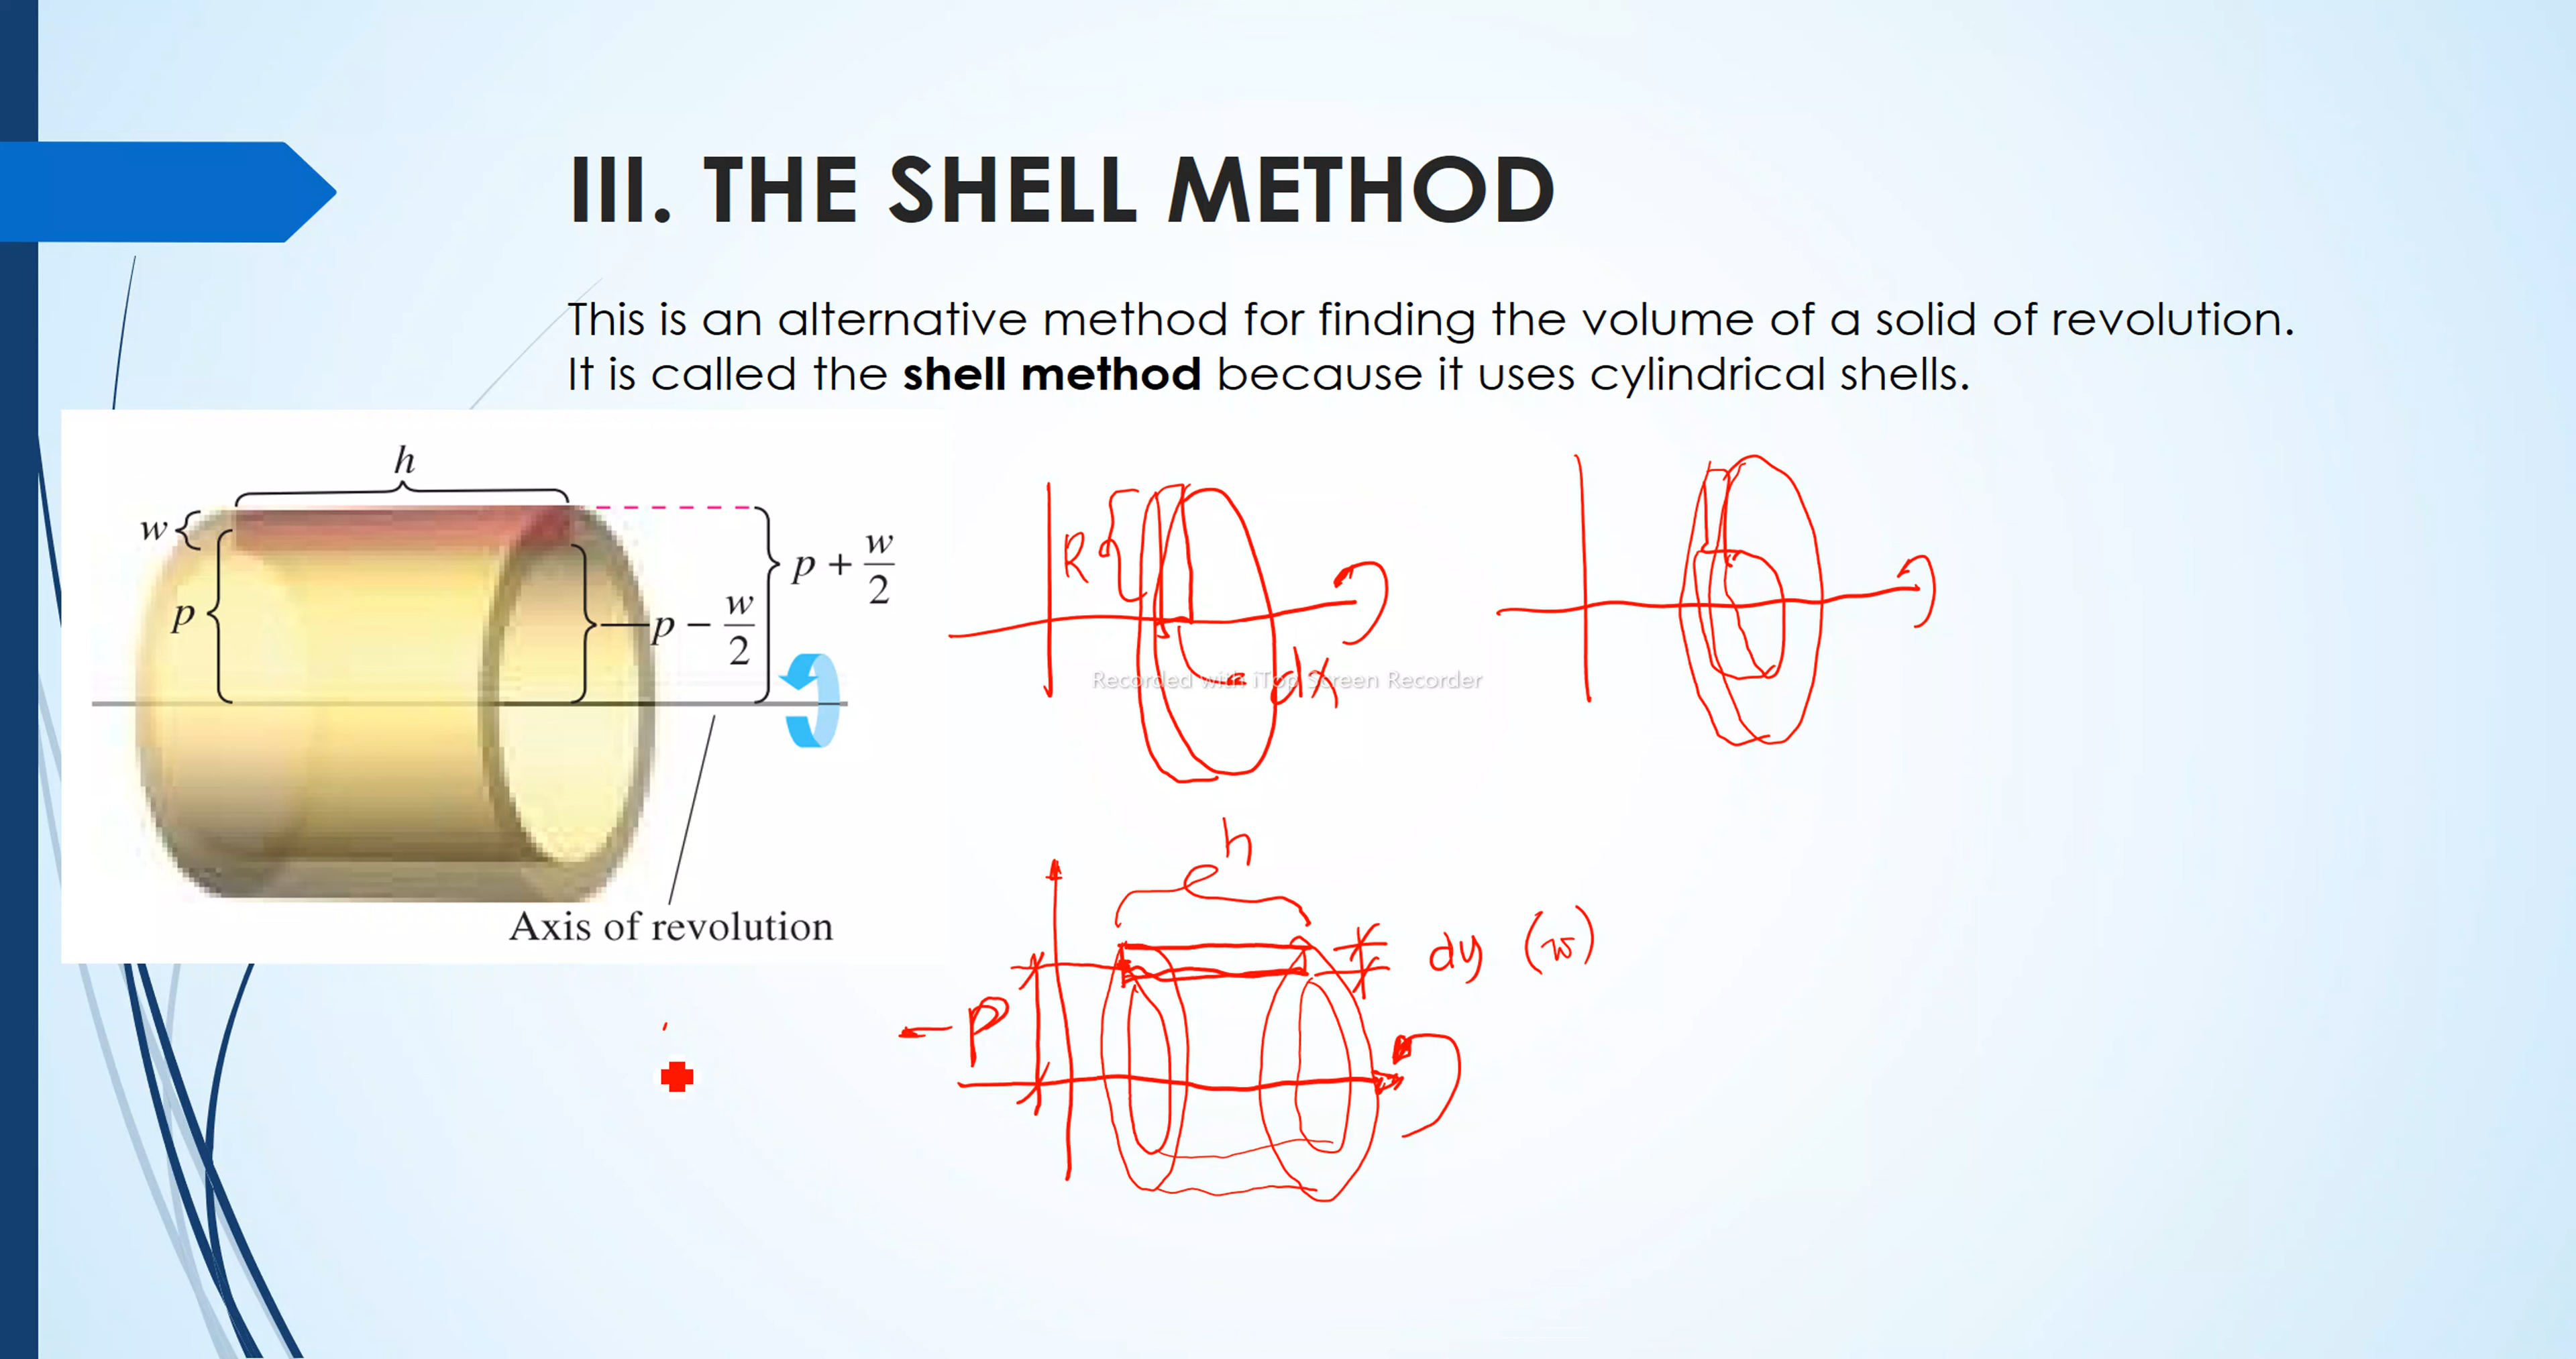 III. THE SHELL METHOD
This is an alternative method for finding the volume of a solid of revolution.
It is called the shell method because it uses cylindrical shells.
h
w
p
p + w/2
p − w/2
Axis of revolution
R
dx
Recorded with iTop Screen Recorder
h
dy (w)
p